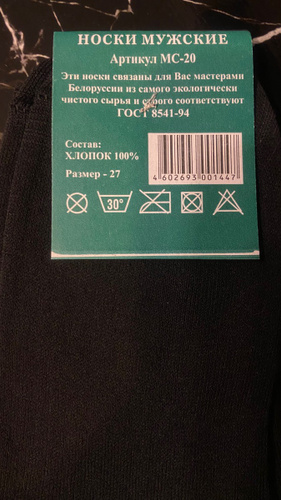 НОСКИ МУЖСКИЕ
Артикул МС-20
Эти носки связаны для Вас мастерами
Белоруссии из самого экологически
чистого сырья и строго соответствуют
ГОСТ 8541-94
Состав:
ХЛОПОК 100%
Размер - 27
4 602693 001447
30°